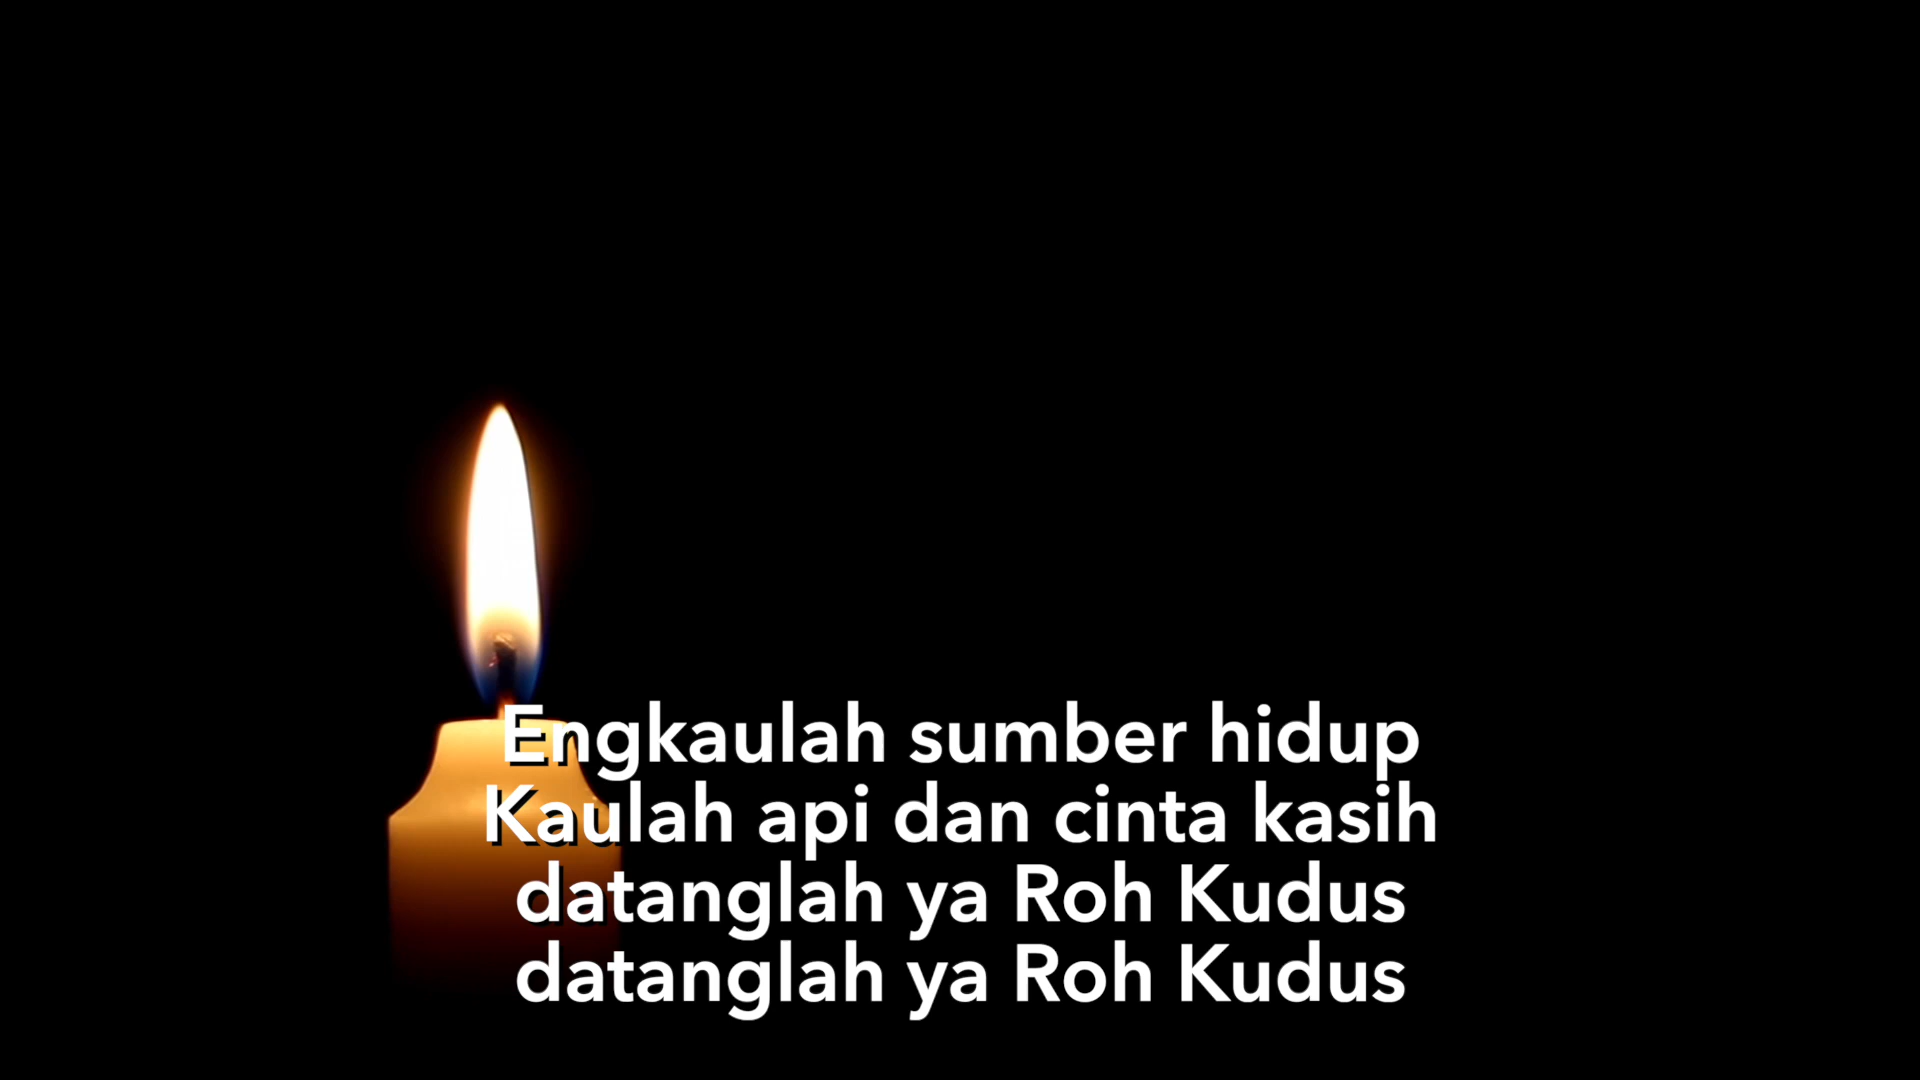 Engkaulah sumber hidup
Kaulah api dan cinta kasih
datanglah ya Roh Kudus
datanglah ya Roh Kudus